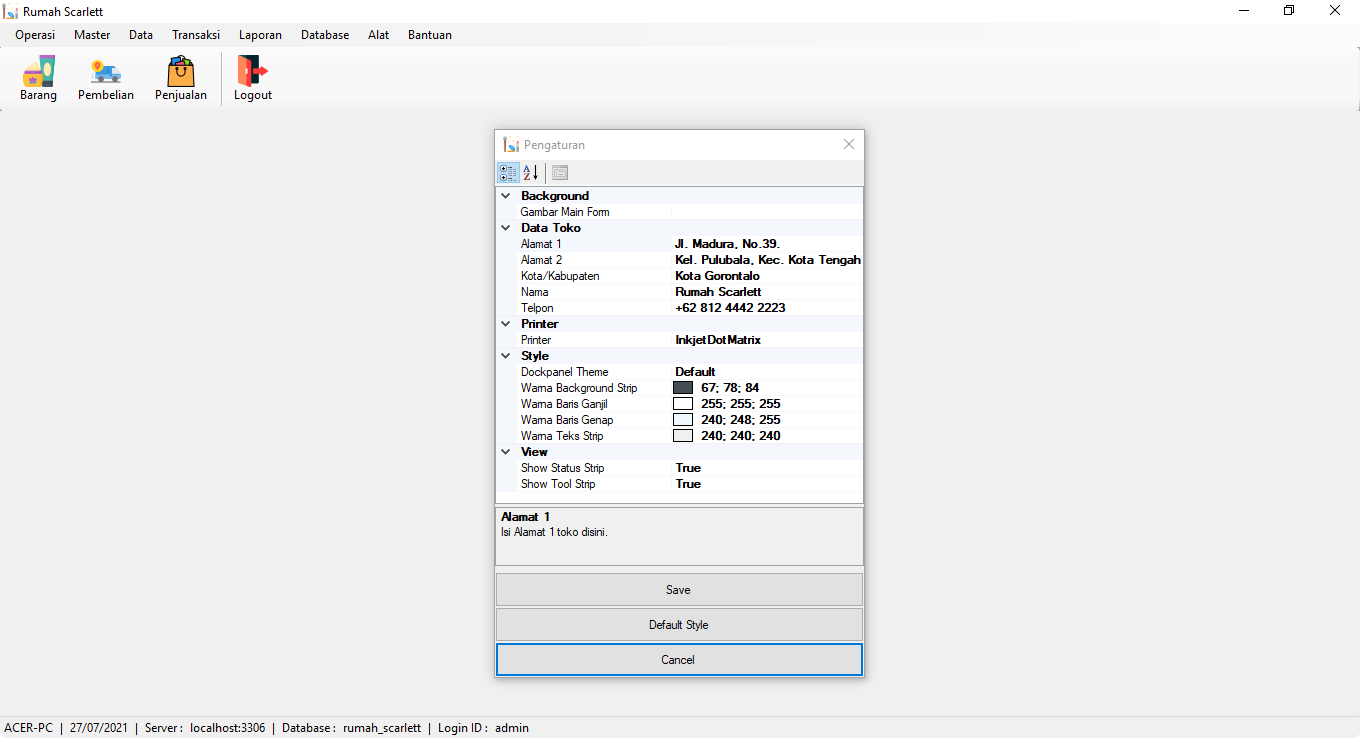 Rumah Scarlett
Operasi Master Data Transaksi Laporan Database Alat Bantuan
Barang Pembelian Penjualan Logout
Pengaturan
Background
Gambar Main Form
Data Toko
Alamat 1 Jl. Madura, No.39.
Alamat 2 Kel. Pulubala, Kec. Kota Tengah
Kota/Kabupaten Kota Gorontalo
Nama Rumah Scarlett
Telpon +62 812 4442 2223
Printer
Printer InkjetDotMatrix
Style
Dockpanel Theme Default
Warna Background Strip 67; 78; 84
Warna Baris Ganjil 255; 255; 255
Warna Baris Genap 240; 248; 255
Warna Teks Strip 240; 240; 240
View
Show Status Strip True
Show Tool Strip True
Alamat 1
Isi Alamat 1 toko disini.
Save
Default Style
Cancel
ACER-PC | 27/07/2021 | Server : localhost:3306 | Database : rumah_scarlett | Login ID : admin